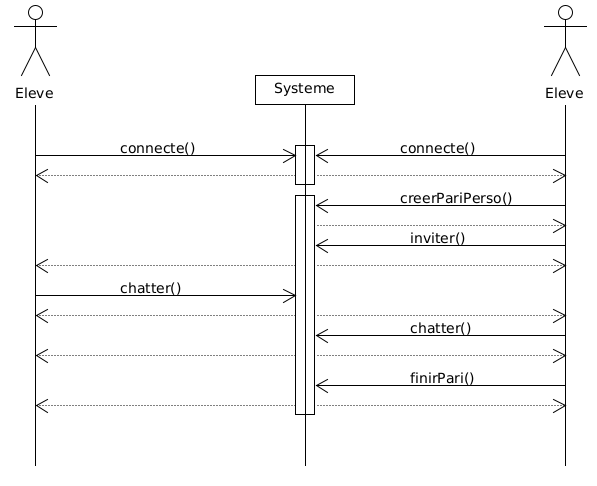 Systeme
Eleve
Eleve
connecte()
connecte()
creerPariPerso()
inviter()
chatter()
chatter()
finirPari()